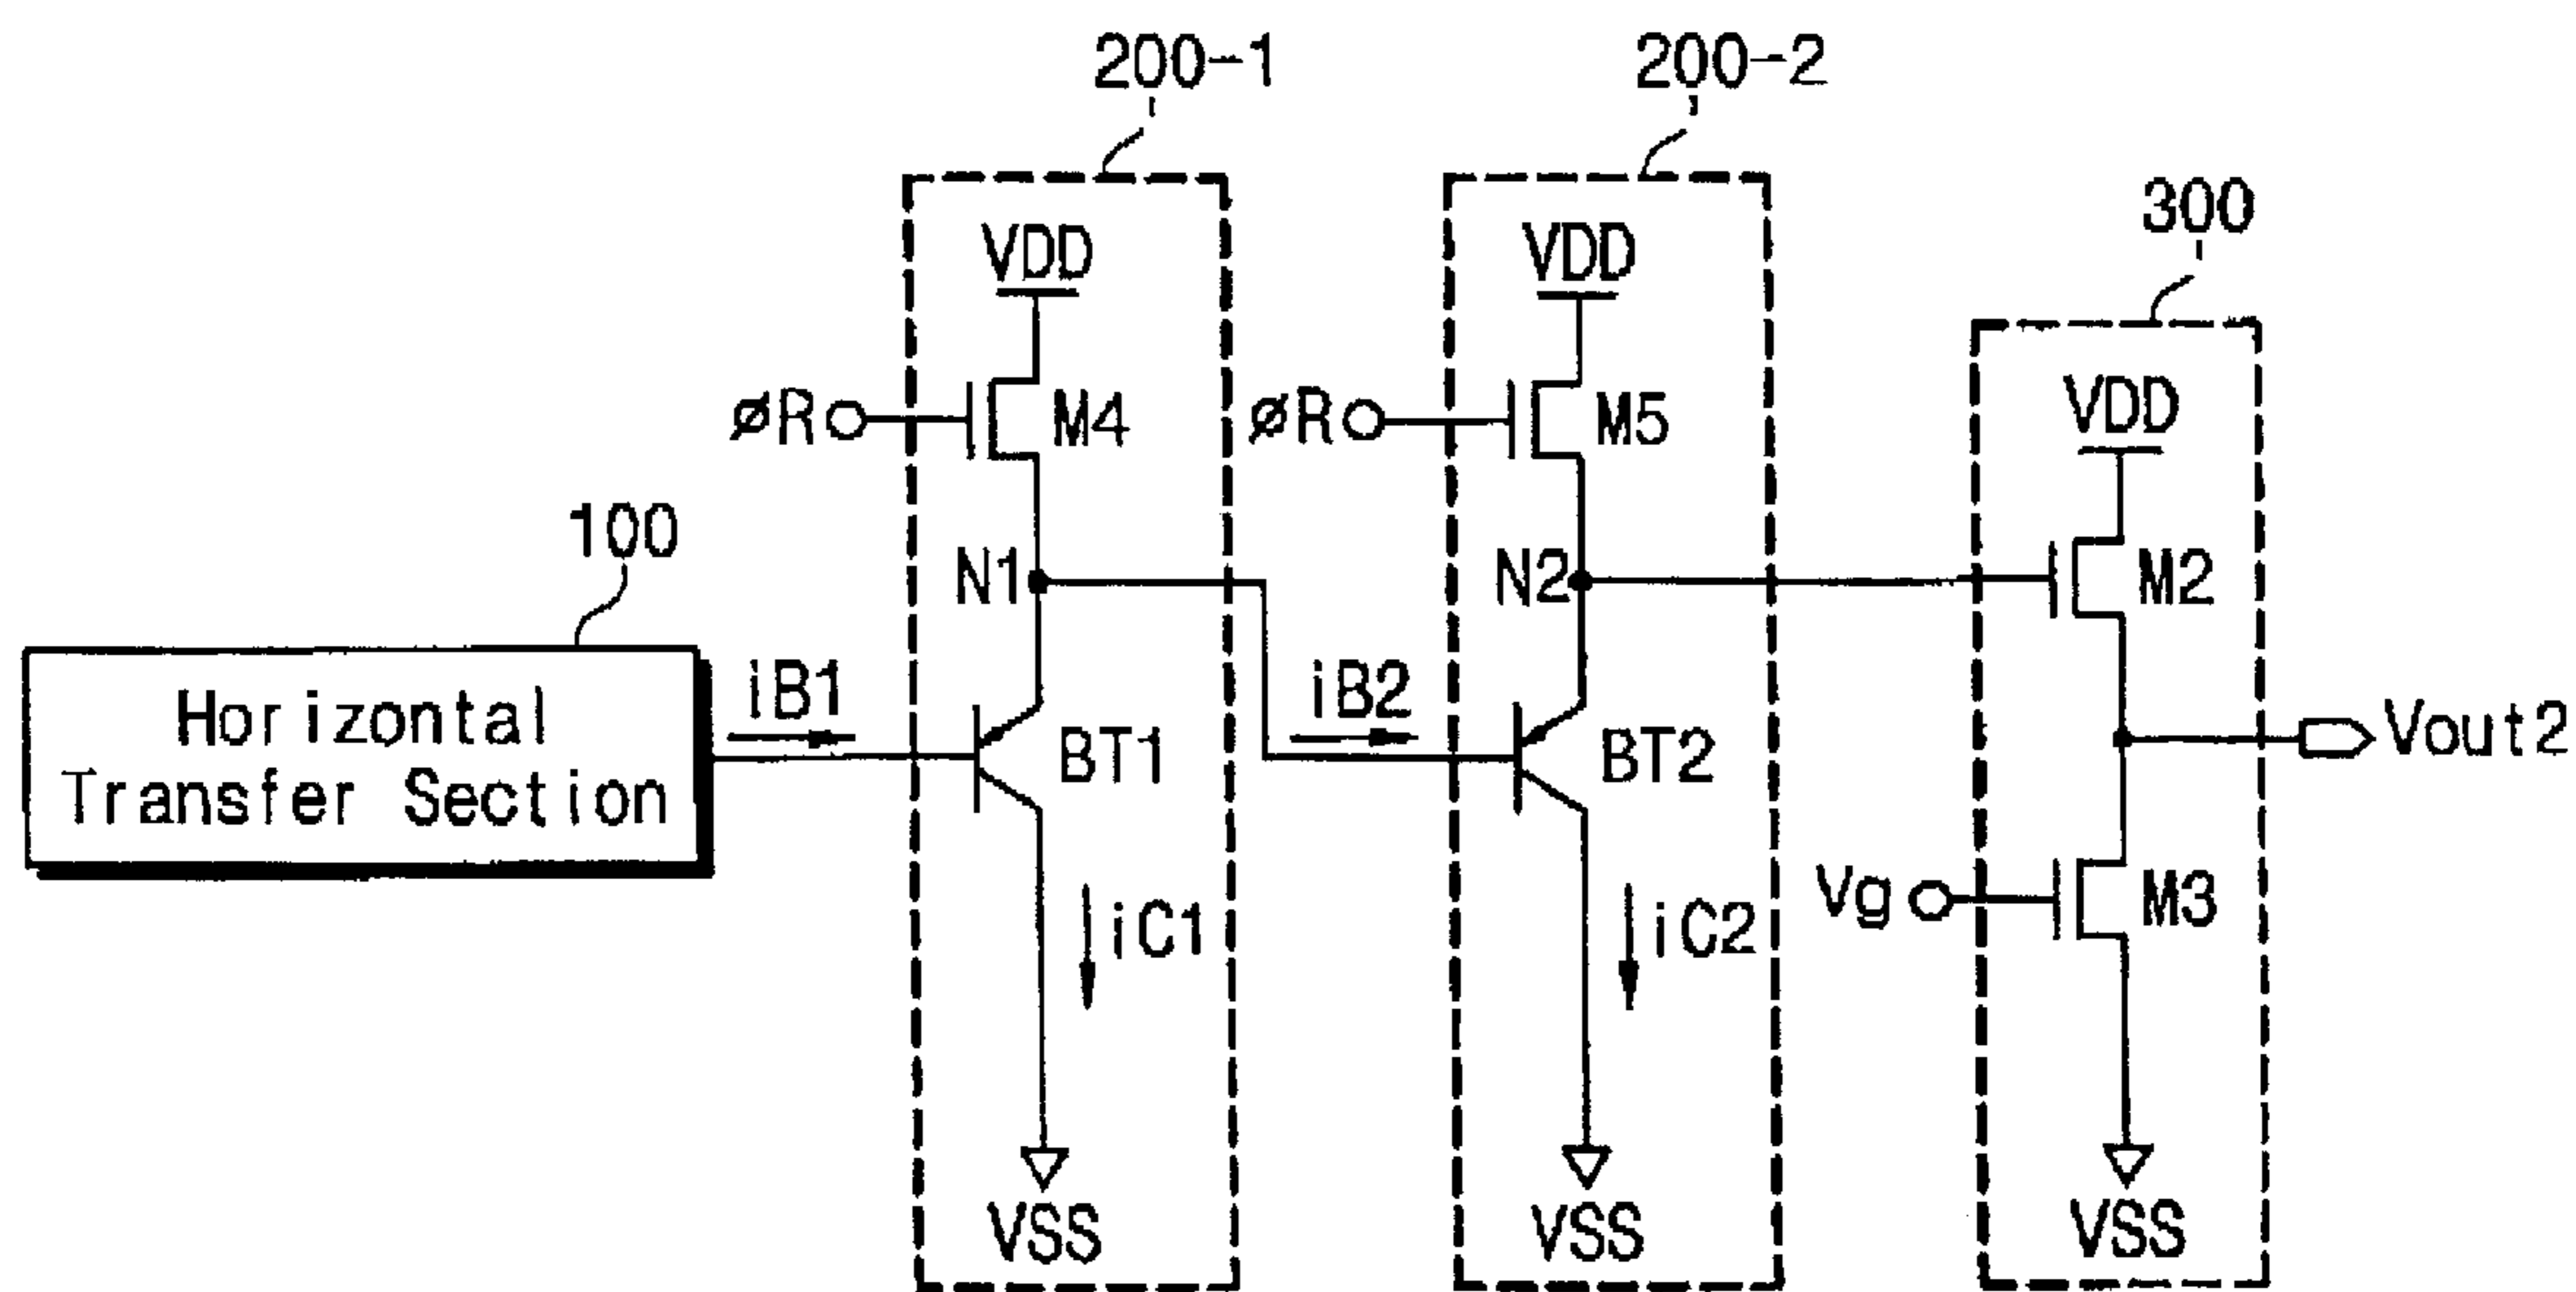 200-1
200-2
300
VDD
VDD
VDD
øR
M4
øR
M5
100
N1
N2
M2
Horizontal
Transfer Section
iB1
BT1
iB2
BT2
Vout2
iC1
iC2
Vg
M3
VSS
VSS
VSS